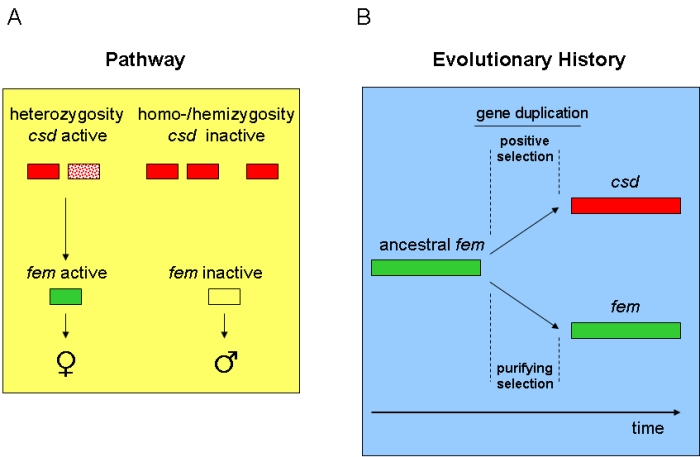 A
Pathway
heterozygosity
csd active
homo-/hemizygosity
csd inactive
fem active
fem inactive
♀
♂
B
Evolutionary History
gene duplication
positive
selection
csd
ancestral fem
fem
purifying
selection
time